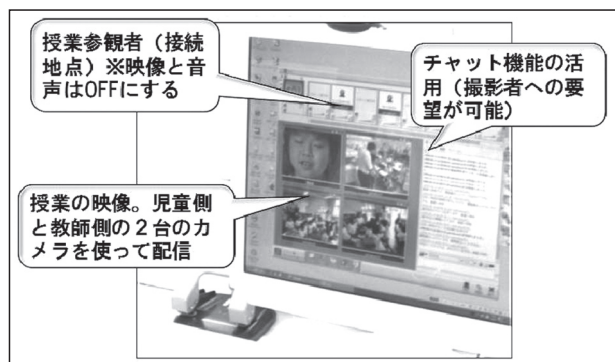 授業参観者（接続
地点）※映像と音
声はOFFにする
チャット機能の活
用（撮影者への要
望が可能）
授業の映像。児童側
と教師側の２台のカ
メラを使って配信